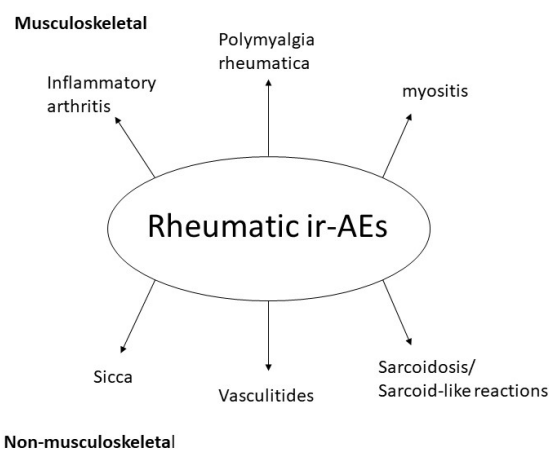 Musculoskeletal
Polymyalgia
rheumatica
Inflammatory
arthritis
myositis
Rheumatic ir-AEs
Sicca
Vasculitides
Sarcoidosis/
Sarcoid-like reactions
Non-musculoskeletal